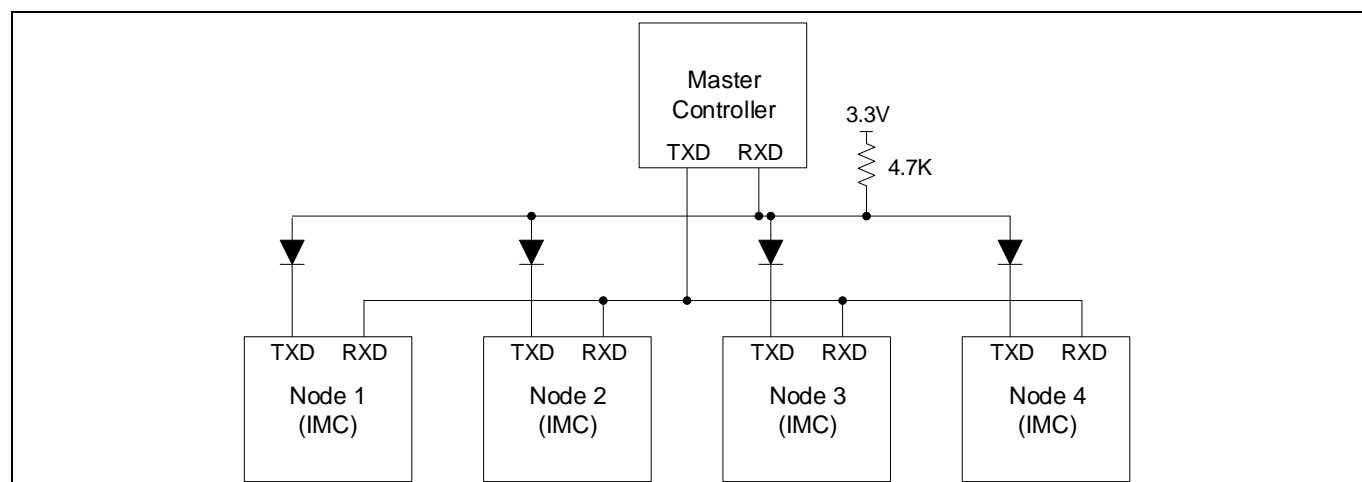 Master
Controller
TXD RXD
3.3V
4.7K
TXD RXD
Node 1
(IMC)
TXD RXD
Node 2
(IMC)
TXD RXD
Node 3
(IMC)
TXD RXD
Node 4
(IMC)